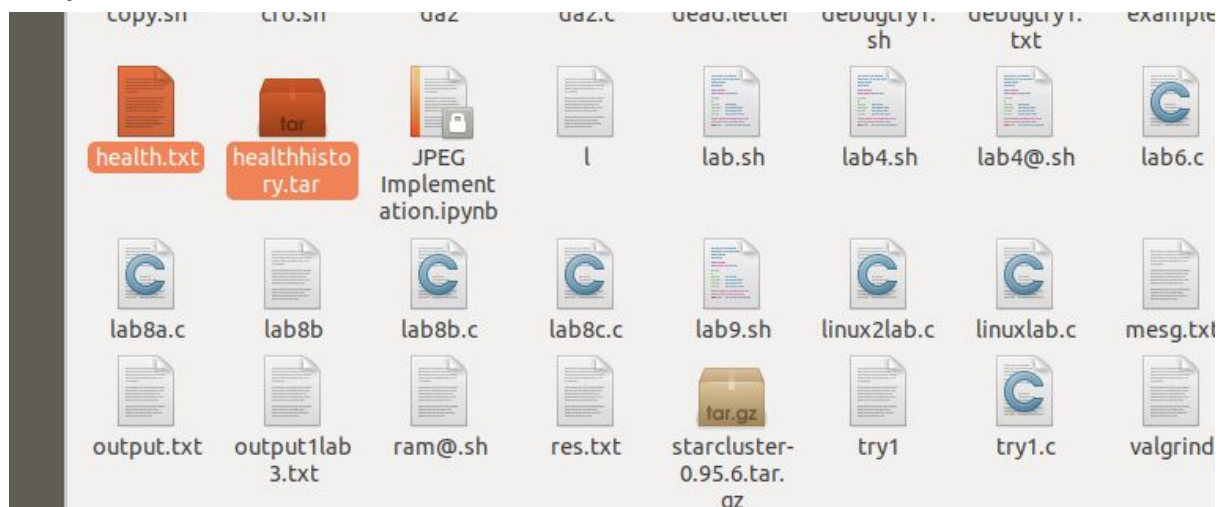 copy.sh cro.sh da2 da2.c dead.letter debugtry1. debugtry1. example
sh txt
tar
health.txt healthhisto JPEG l lab.sh lab4.sh lab4@.sh lab6.c
ry.tar Implement
ation.ipynb
C C C C C
lab8a.c lab8b lab8b.c lab8c.c lab9.sh linux2lab.c linuxlab.c mesg.txt
tar.gz
output.txt output1lab ram@.sh res.txt starcluster- try1 try1.c valgrind
3.txt 0.95.6.tar.
gz